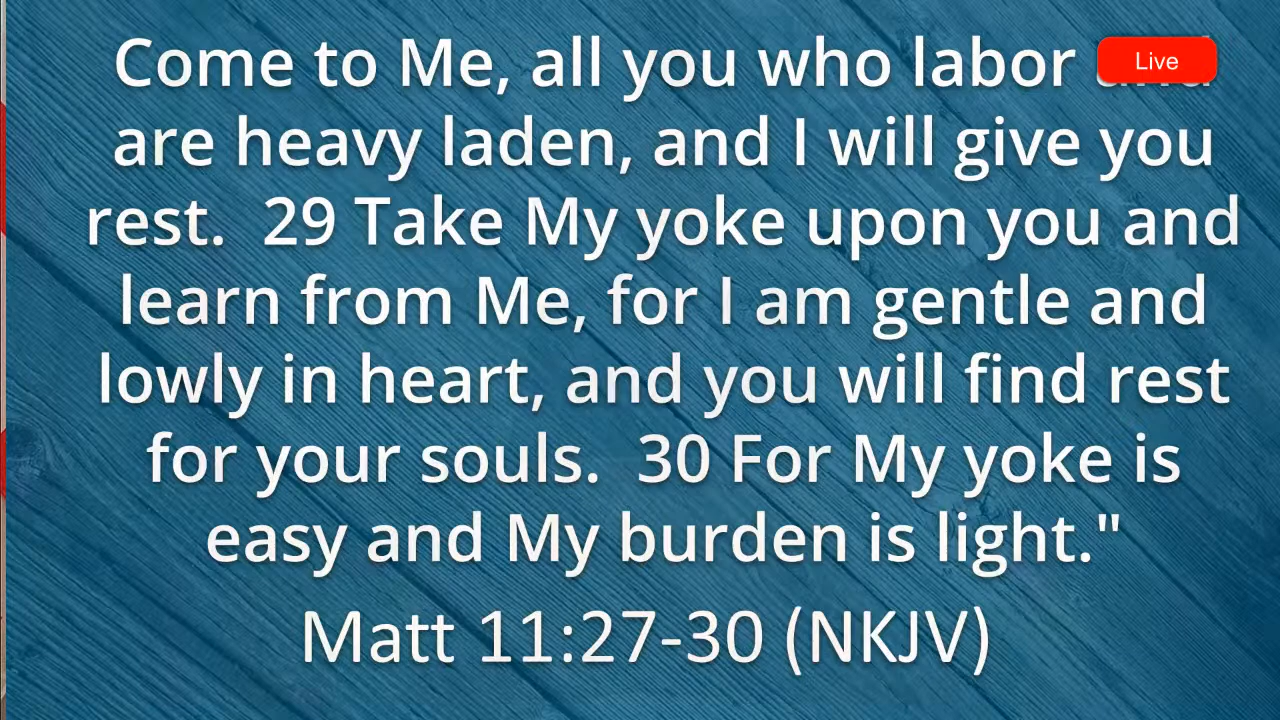 Come to Me, all you who labor
Live
are heavy laden, and I will give you
rest.  29 Take My yoke upon you and
learn from Me, for I am gentle and
lowly in heart, and you will find rest
for your souls.  30 For My yoke is
easy and My burden is light."
Matt 11:27-30 (NKJV)